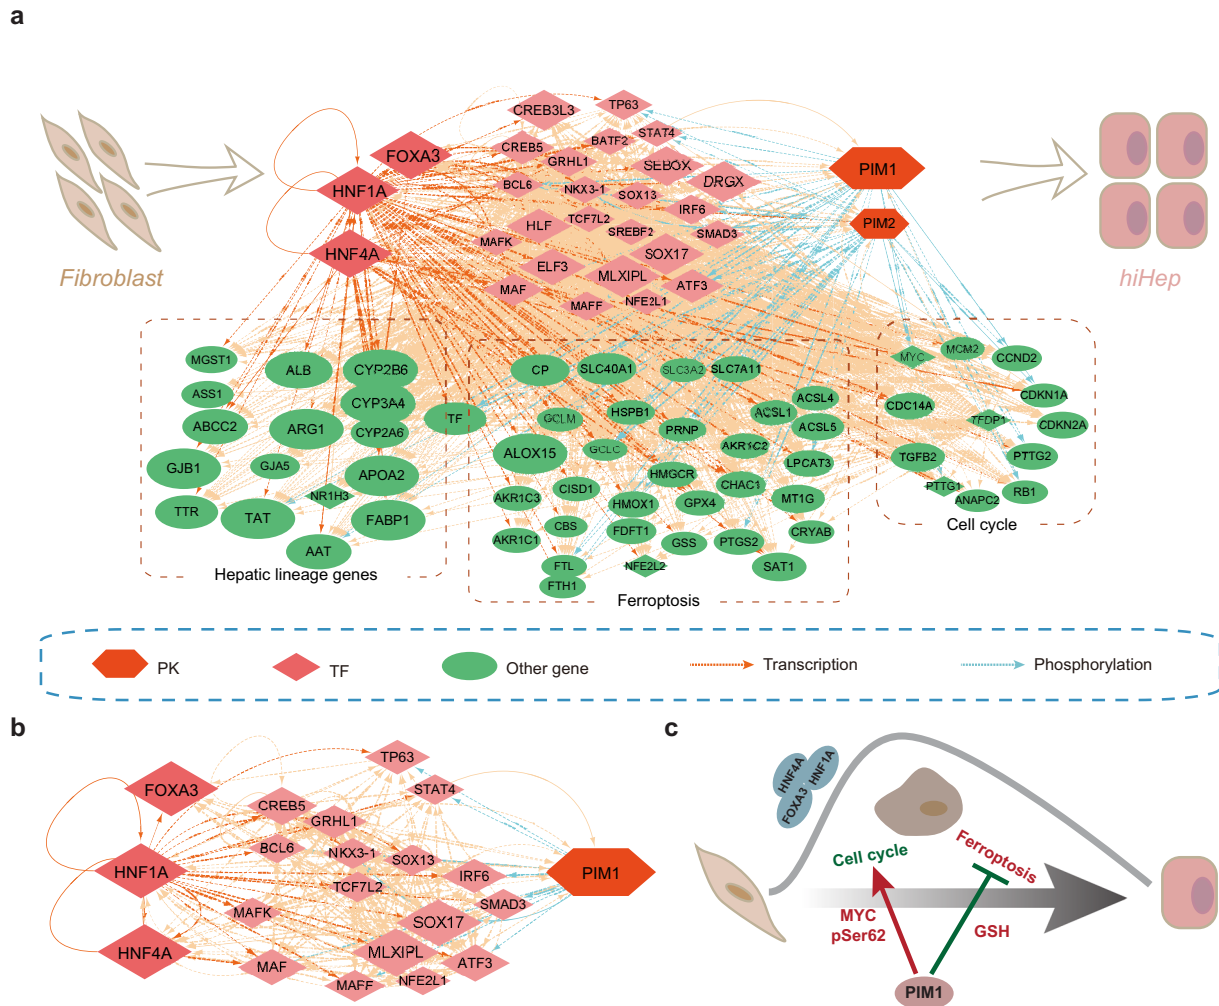 a
CREB3L3
TP63
FOXA3
CREB5
BATF2
STAT4
GRHL1
SEBOX
PIM1
HNF1A
BCL6
NKX3-1
SOX13
DRGX
IRF6
HLF
TCF7L2
SREBF2
SMAD3
PIM2
MAFK
HNF4A
SOX17
ELF3
MLXIPL
ATF3
MAF
MAFF
NFE2L1
Fibroblast
hiHep
MGST1
ALB
CYP2B6
ASS1
CYP3A4
ABCC2
ARG1
CYP2A6
TF
GJB1
GJA5
APOA2
NR1H3
TTR
TAT
FABP1
AAT
Hepatic lineage genes
CP
SLC40A1
SLC3A2
SLC7A11
GCLM
HSPB1
ACSL1
ACSL4
PRNP
ACSL5
ALOX15
GCLC
AKR1C2
HMGCR
LPCAT3
AKR1C3
CISD1
HMOX1
GPX4
CHAC1
MT1G
CBS
FDFT1
AKR1C1
GSS
PTGS2
CRYAB
FTL
NFE2L2
SAT1
FTH1
Ferroptosis
MYC
MCM2
CCND2
CDKN1A
CDC14A
TFDP1
CDKN2A
TGFB2
PTTG2
PTTG1
ANAPC2
RB1
Cell cycle
PK
TF
Other gene
Transcription
Phosphorylation
b
TP63
FOXA3
STAT4
CREB5
GRHL1
BCL6
NKX3-1
SOX13
HNF1A
TCF7L2
IRF6
PIM1
MAFK
SMAD3
SOX17
HNF4A
MLXIPL
MAF
ATF3
MAFF
NFE2L1
c
HNF4A
HNF1A
FOXA3
Cell cycle
Ferroptosis
MYC
pSer62
GSH
PIM1